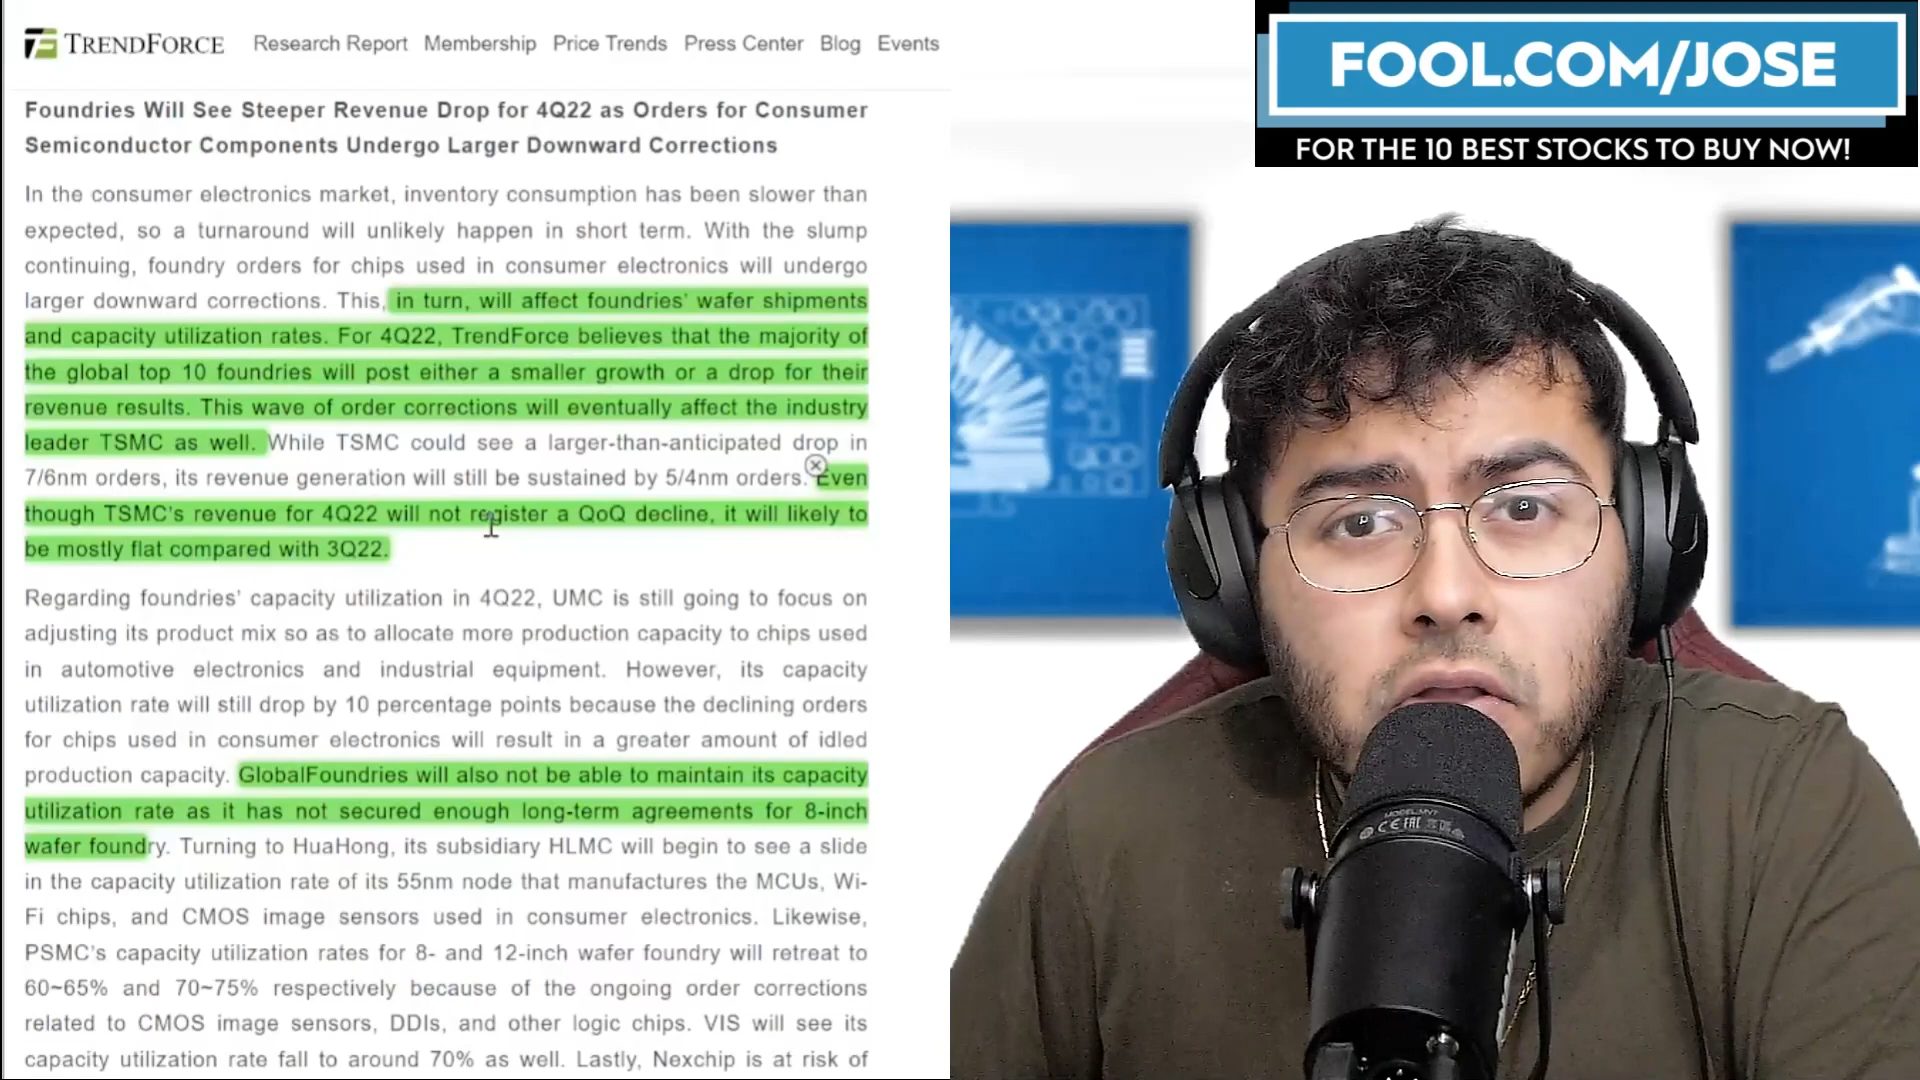 TRENDFORCE Research Report Membership Price Trends Press Center Blog Events
Foundries Will See Steeper Revenue Drop for 4Q22 as Orders for Consumer
Semiconductor Components Undergo Larger Downward Corrections
In the consumer electronics market, inventory consumption has been slower than
expected, so a turnaround will unlikely happen in short term. With the slump
continuing, foundry orders for chips used in consumer electronics will undergo
larger downward corrections. This, in turn, will affect foundries' wafer shipments
and capacity utilization rates. For 4Q22, TrendForce believes that the majority of
the global top 10 foundries will post either a smaller growth or a drop for their
revenue results. This wave of order corrections will eventually affect the industry
leader TSMC as well. While TSMC could see a larger-than-anticipated drop in
7/6nm orders, its revenue generation will still be sustained by 5/4nm orders. Even
though TSMC's revenue for 4Q22 will not register a QoQ decline, it will likely to
be mostly flat compared with 3Q22.
Regarding foundries' capacity utilization in 4Q22, UMC is still going to focus on
adjusting its product mix so as to allocate more production capacity to chips used
in automotive electronics and industrial equipment. However, its capacity
utilization rate will still drop by 10 percentage points because the declining orders
for chips used in consumer electronics will result in a greater amount of idled
production capacity. GlobalFoundries will also not be able to maintain its capacity
utilization rate as it has not secured enough long-term agreements for 8-inch
wafer foundry. Turning to HuaHong, its subsidiary HLMC will begin to see a slide
in the capacity utilization rate of its 55nm node that manufactures the MCUs, Wi-
Fi chips, and CMOS image sensors used in consumer electronics. Likewise,
PSMC's capacity utilization rates for 8- and 12-inch wafer foundry will retreat to
60~65% and 70~75% respectively because of the ongoing order corrections
related to CMOS image sensors, DDIs, and other logic chips. VIS will see its
capacity utilization rate fall to around 70% as well. Lastly, Nexchip is at risk of
FOOL.COM/JOSE
FOR THE 10 BEST STOCKS TO BUY NOW!